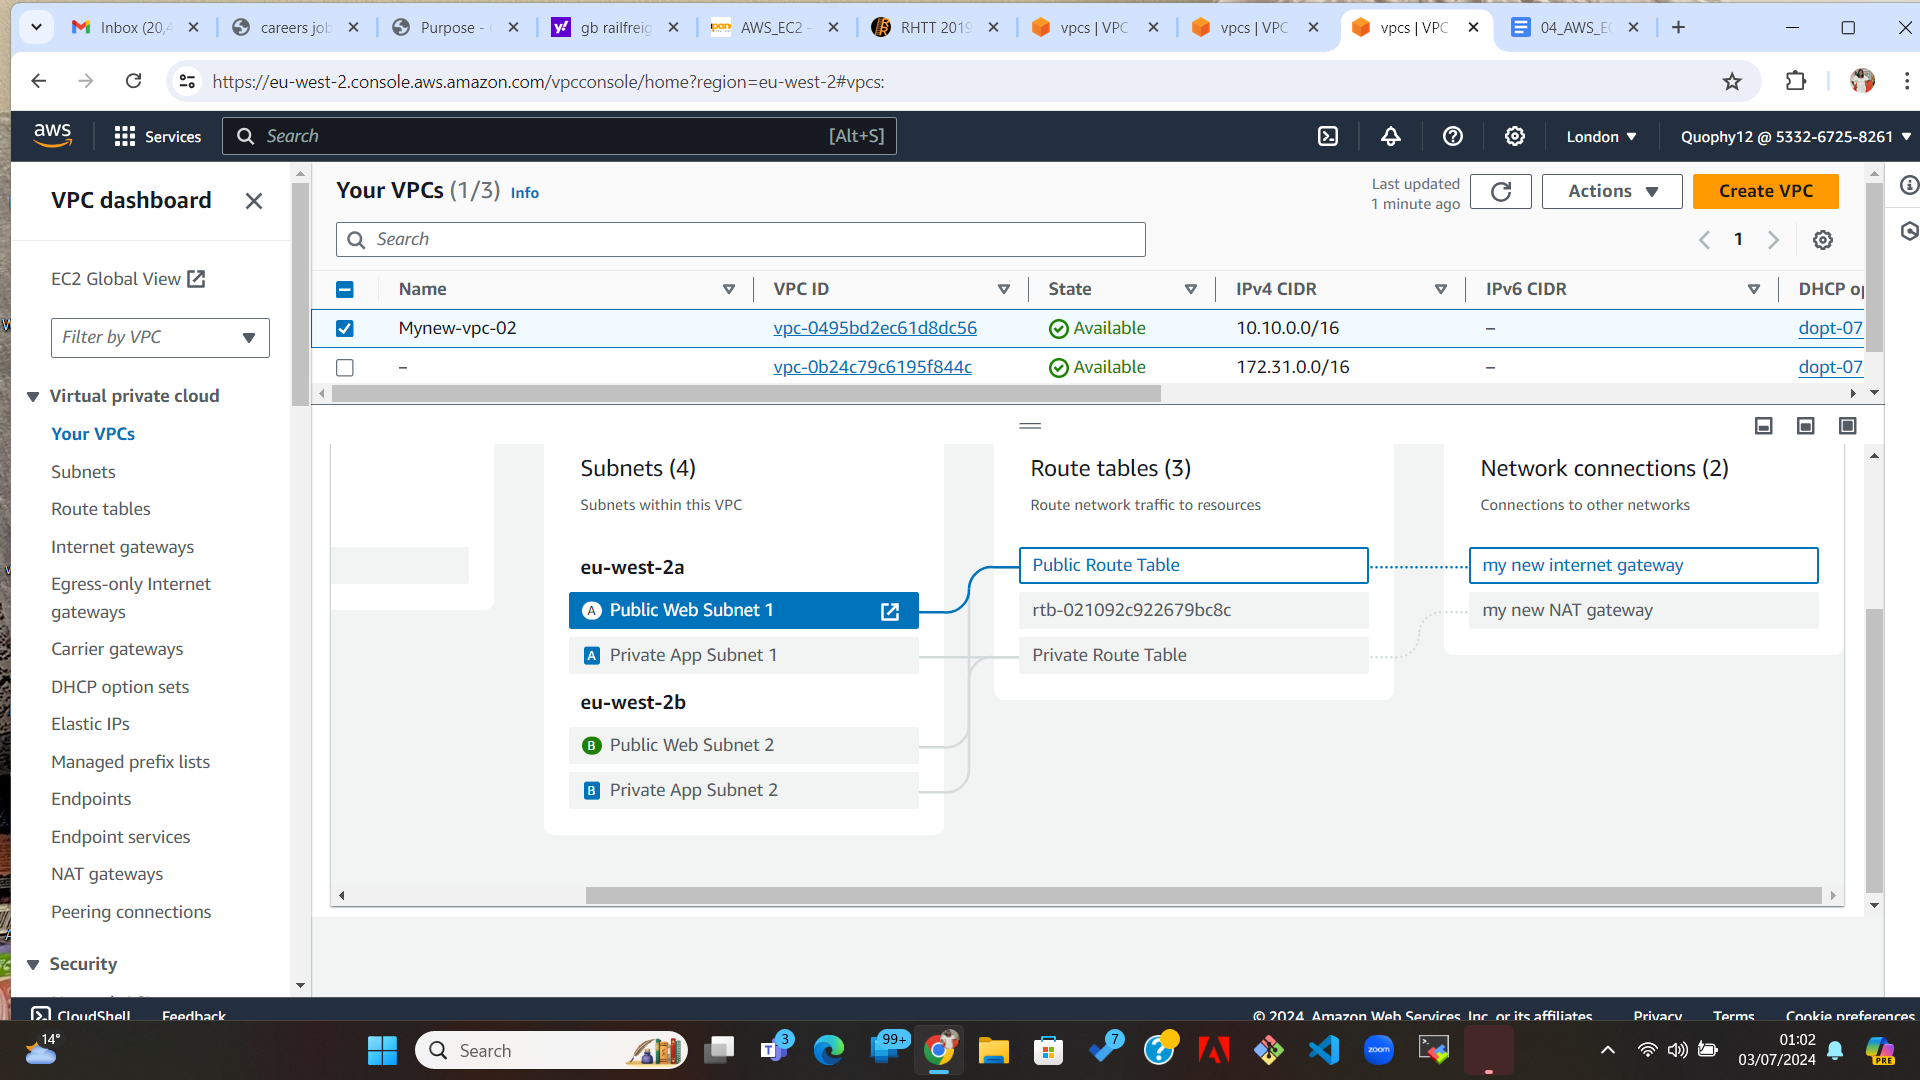 Inbox (20,4
careers job
Purpose -
gb railfreig
AWS_EC2 -
RHTT 2019
vpcs | VPC
vpcs | VPC
vpcs | VPC
04_AWS_EC
https://eu-west-2.console.aws.amazon.com/vpcconsole/home?region=eu-west-2#vpcs:
aws
Services
Search
[Alt+S]
London
Quophy12 @ 5332-6725-8261
VPC dashboard
EC2 Global View
Filter by VPC
Virtual private cloud
Your VPCs
Subnets
Route tables
Internet gateways
Egress-only Internet
gateways
Carrier gateways
DHCP option sets
Elastic IPs
Managed prefix lists
Endpoints
Endpoint services
NAT gateways
Peering connections
Security
Your VPCs (1/3) Info
Last updated
1 minute ago
Actions
Create VPC
Search
1
Name
VPC ID
State
IPv4 CIDR
IPv6 CIDR
DHCP op
Mynew-vpc-02
vpc-0495bd2ec61d8dc56
Available
10.10.0.0/16
–
dopt-07
–
vpc-0b24c79c6195f844c
Available
172.31.0.0/16
–
dopt-07
Subnets (4)
Subnets within this VPC
eu-west-2a
A Public Web Subnet 1
A Private App Subnet 1
eu-west-2b
B Public Web Subnet 2
B Private App Subnet 2
Route tables (3)
Route network traffic to resources
Public Route Table
rtb-021092c922679bc8c
Private Route Table
Network connections (2)
Connections to other networks
my new internet gateway
my new NAT gateway
CloudShell
Feedback
© 2024, Amazon Web Services, Inc. or its affiliates.
Privacy
Terms
Cookie preferences
14°
Search
3
99+
7
zoom
01:02
03/07/2024
PRE